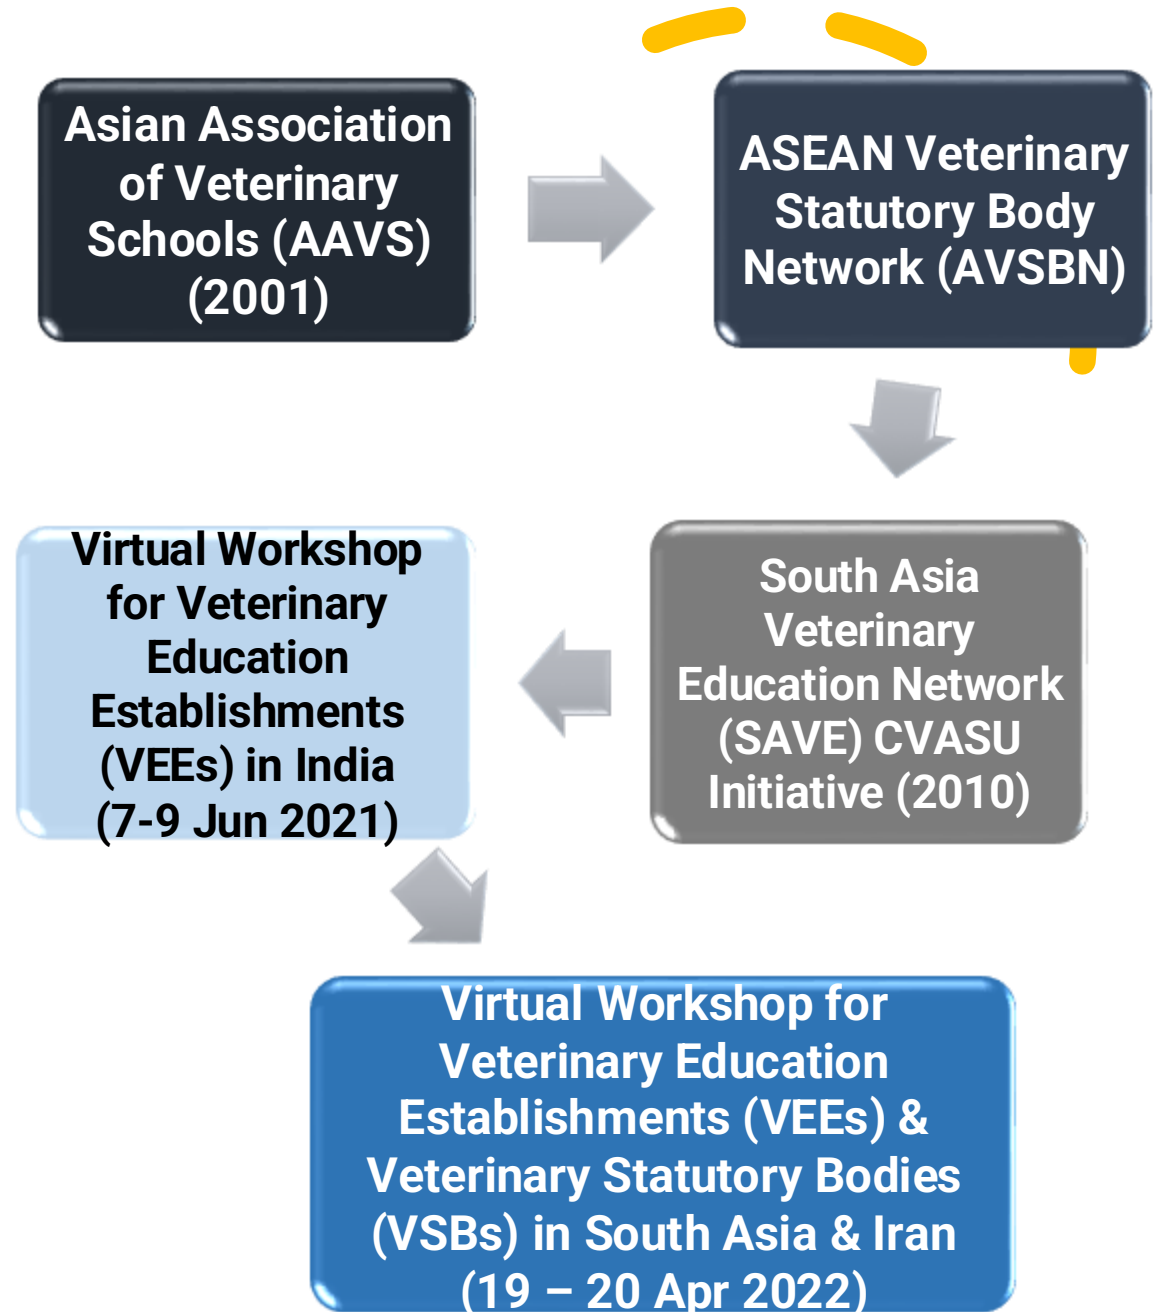 Asian Association
of Veterinary
Schools (AAVS)
(2001)
ASEAN Veterinary
Statutory Body
Network (AVSBN)
South Asia
Veterinary
Education Network
(SAVE) CVASU
Initiative (2010)
Virtual Workshop
for Veterinary
Education
Establishments
(VEEs) in India
(7-9 Jun 2021)
Virtual Workshop for
Veterinary Education
Establishments (VEEs) &
Veterinary Statutory Bodies
(VSBs) in South Asia & Iran
(19 – 20 Apr 2022)